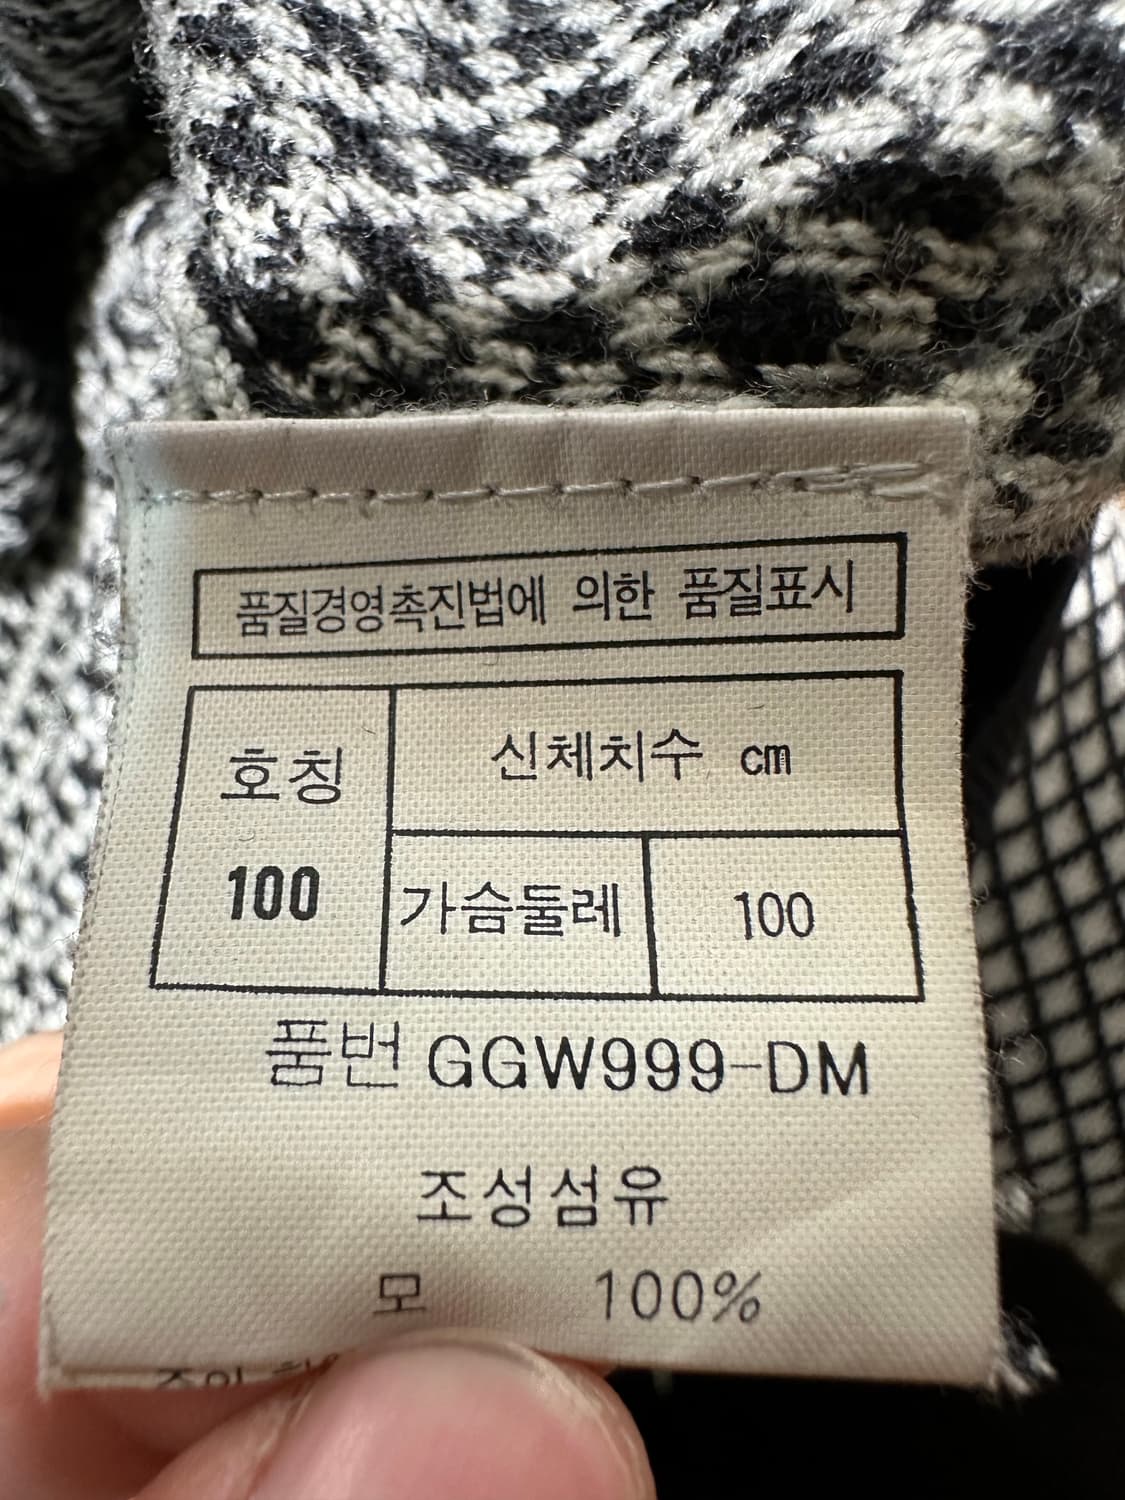 품질경영촉진법에 의한 품질표시
호칭
100
신체치수 cm
가슴둘레 100
품번 GGW999-DM
조성섬유
모 100%